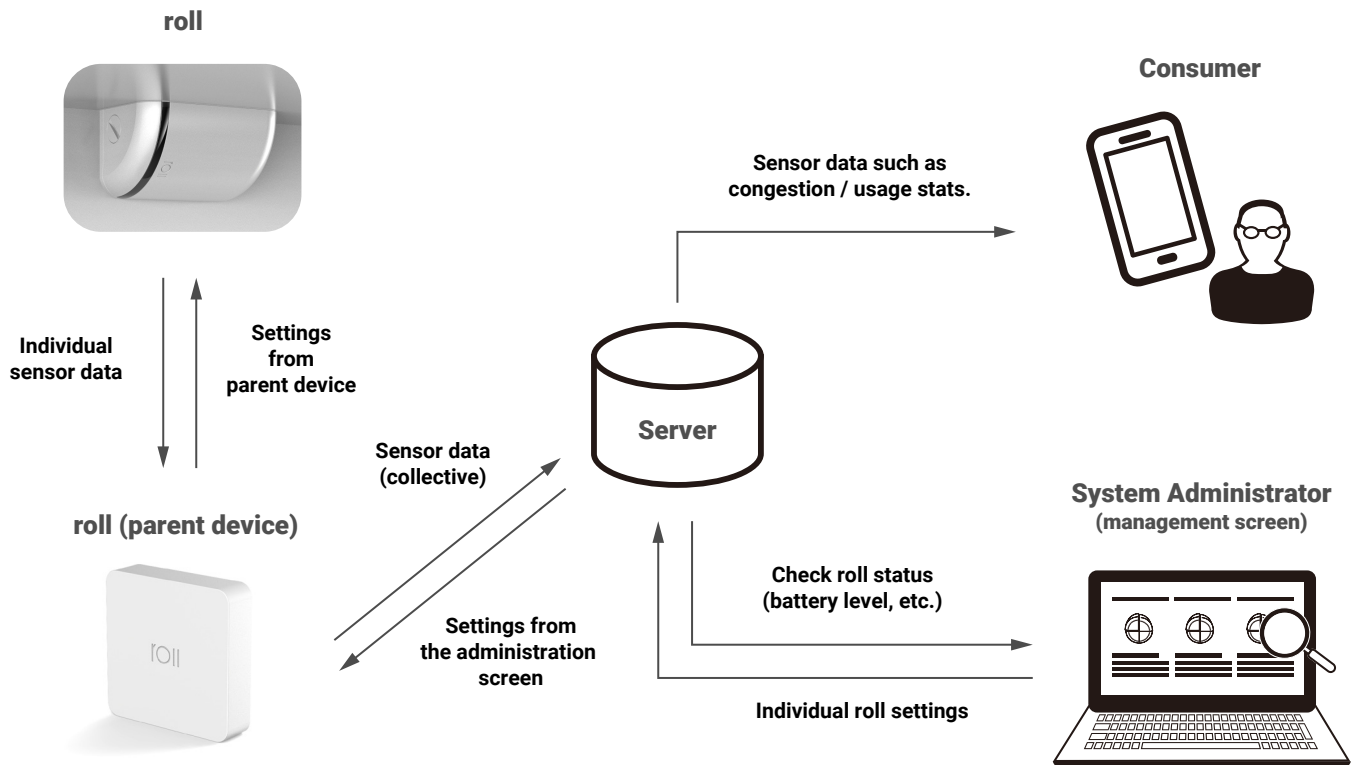 roll
Consumer
Sensor data such as
congestion / usage stats.
Individual
sensor data
Settings
from
parent device
Server
Sensor data
(collective)
roll (parent device)
roll
Settings from
the administration
screen
System Administrator
(management screen)
Check roll status
(battery level, etc.)
Individual roll settings